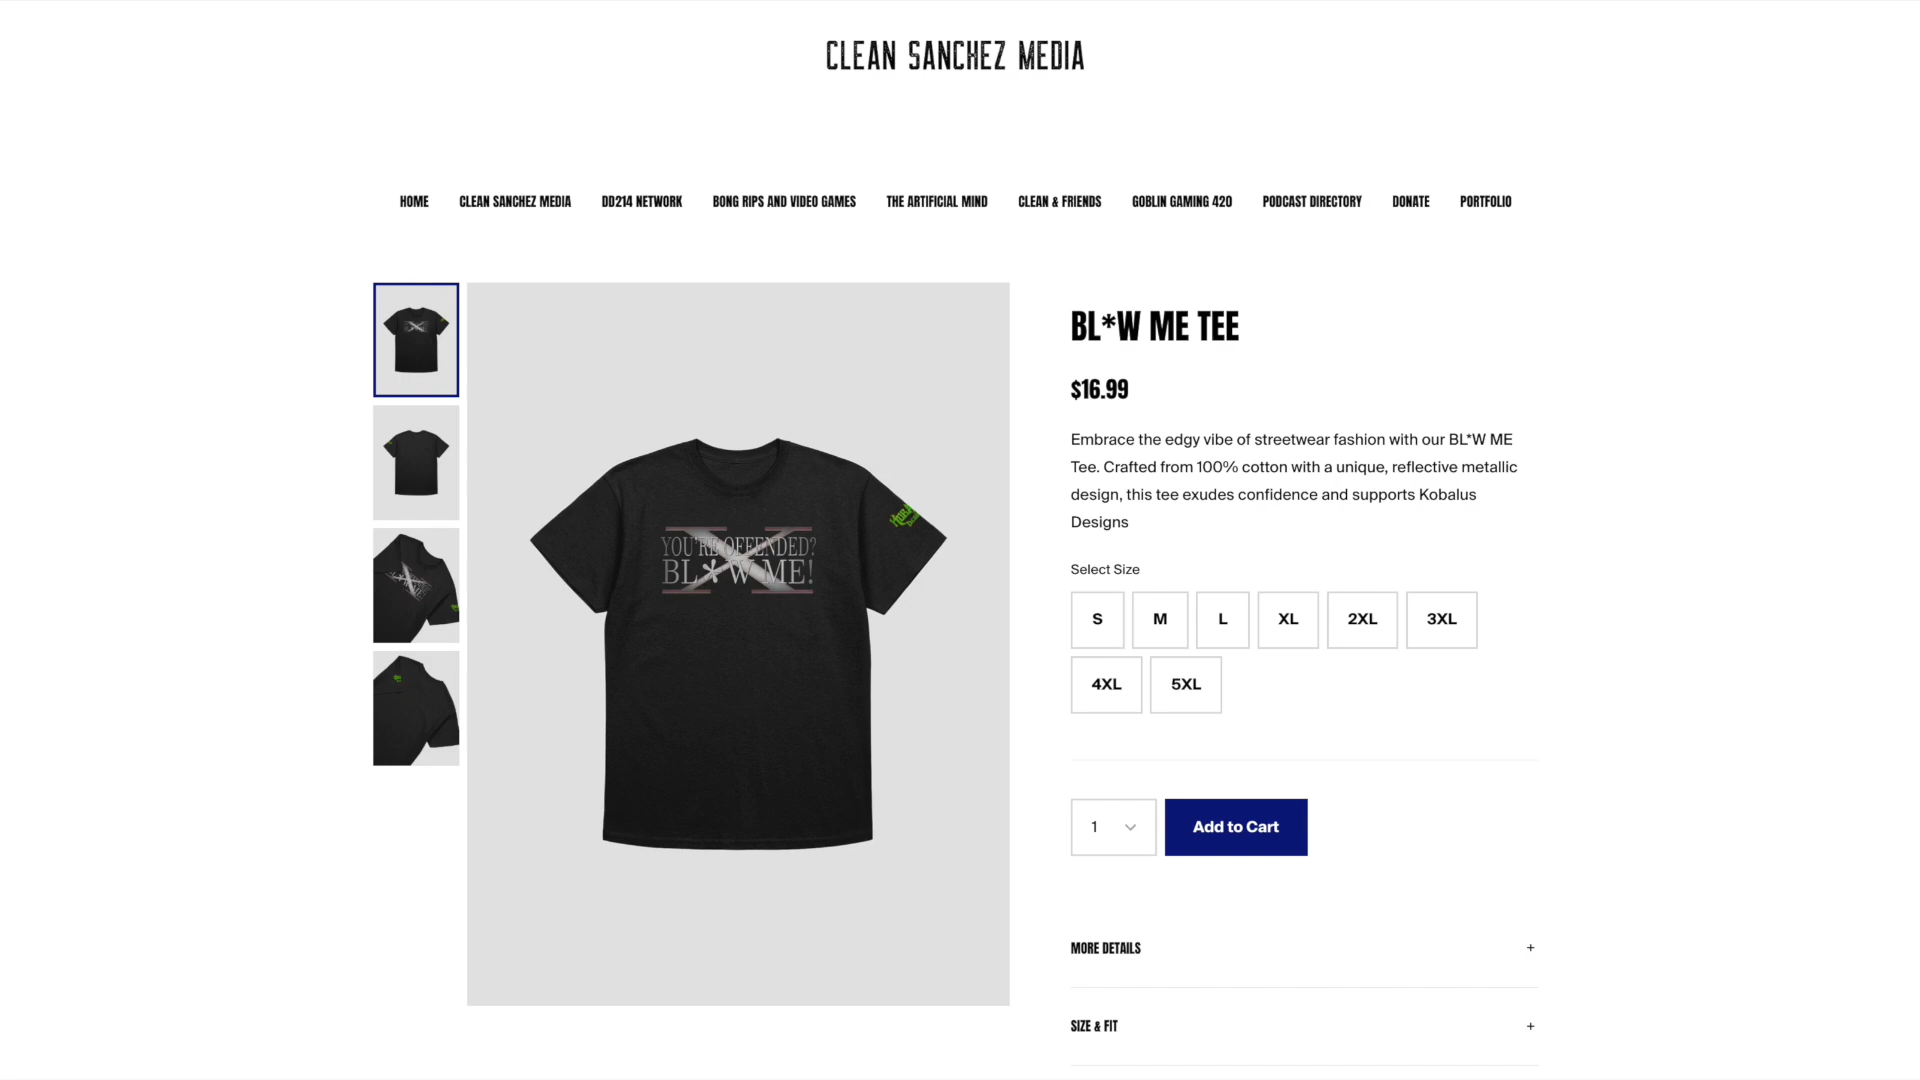 CLEAN SANCHEZ MEDIA
HOME CLEAN SANCHEZ MEDIA DD214 NETWORK BONG RIPS AND VIDEO GAMES THE ARTIFICIAL MIND CLEAN & FRIENDS GOBLIN GAMING 420 PODCAST DIRECTORY DONATE PORTFOLIO
YOU'RE OFFENDED?
BL*W ME!
BL*W ME TEE
$16.99
Embrace the edgy vibe of streetwear fashion with our BL*W ME
Tee. Crafted from 100% cotton with a unique, reflective metallic
design, this tee exudes confidence and supports Kobalus
Designs
Select Size
S M L XL 2XL 3XL
4XL 5XL
1 Add to Cart
MORE DETAILS +
SIZE & FIT +